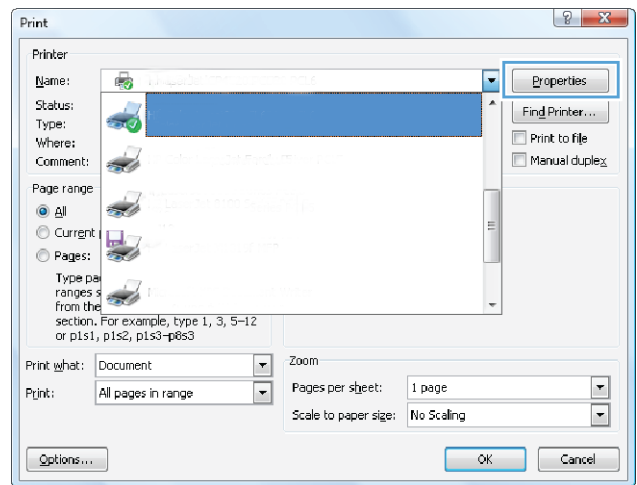 Print
Printer
Name:
Properties
Status:
Type:
Find Printer...
Where:
Print to file
Comment:
Manual duplex
Page range
All
Current
Pages:
Type
ranges
from the
section. For example, type 1, 3, 5–12
or p1s1, p1s2, p1s3–p8s3
Print what: Document
Print: All pages in range
Zoom
Pages per sheet: 1 page
Scale to paper size: No Scaling
Options...
OK
Cancel